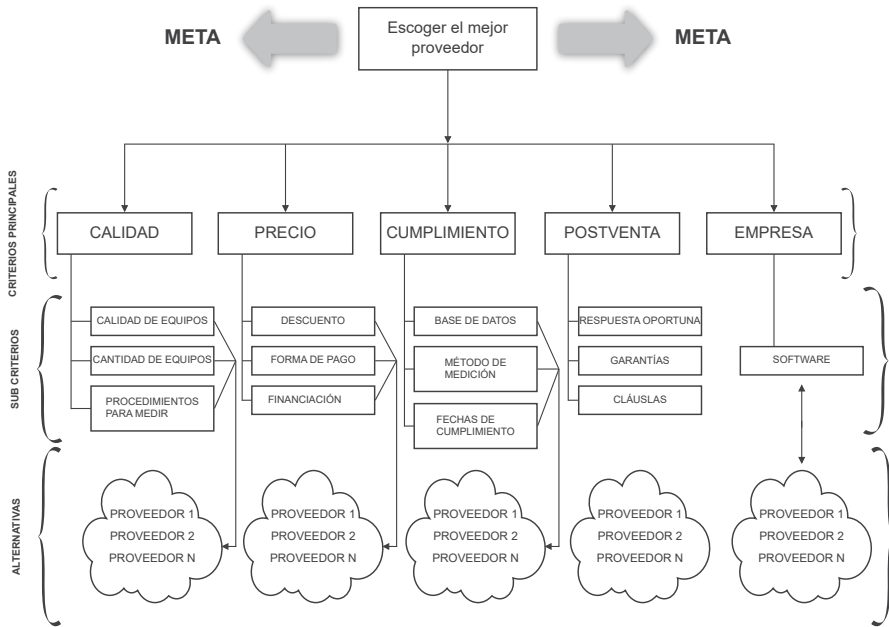 META
Escoger el mejor
proveedor
META
CRITERIOS PRINCIPALES
CALIDAD
PRECIO
CUMPLIMIENTO
POSTVENTA
EMPRESA
SUB CRITERIOS
CALIDAD DE EQUIPOS
CANTIDAD DE EQUIPOS
PROCEDIMIENTOS
PARA MEDIR
DESCUENTO
FORMA DE PAGO
FINANCIACIÓN
BASE DE DATOS
MÉTODO DE
MEDICIÓN
FECHAS DE
CUMPLIMIENTO
RESPUESTA OPORTUNA
GARANTÍAS
CLÁUSLAS
SOFTWARE
ALTERNATIVAS
PROVEEDOR 1
PROVEEDOR 2
PROVEEDOR N
PROVEEDOR 1
PROVEEDOR 2
PROVEEDOR N
PROVEEDOR 1
PROVEEDOR 2
PROVEEDOR N
PROVEEDOR 1
PROVEEDOR 2
PROVEEDOR N
PROVEEDOR 1
PROVEEDOR 2
PROVEEDOR N